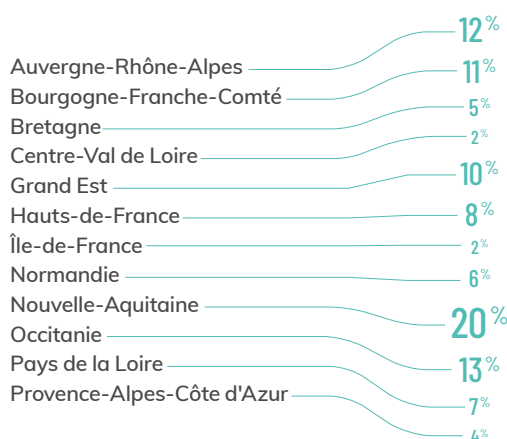 Auvergne-Rhône-Alpes 12%
Bourgogne-Franche-Comté 11%
Bretagne 5%
Centre-Val de Loire 2%
Grand Est 10%
Hauts-de-France 8%
Île-de-France 2%
Normandie 6%
Nouvelle-Aquitaine 20%
Occitanie 13%
Pays de la Loire 7%
Provence-Alpes-Côte d'Azur 4%